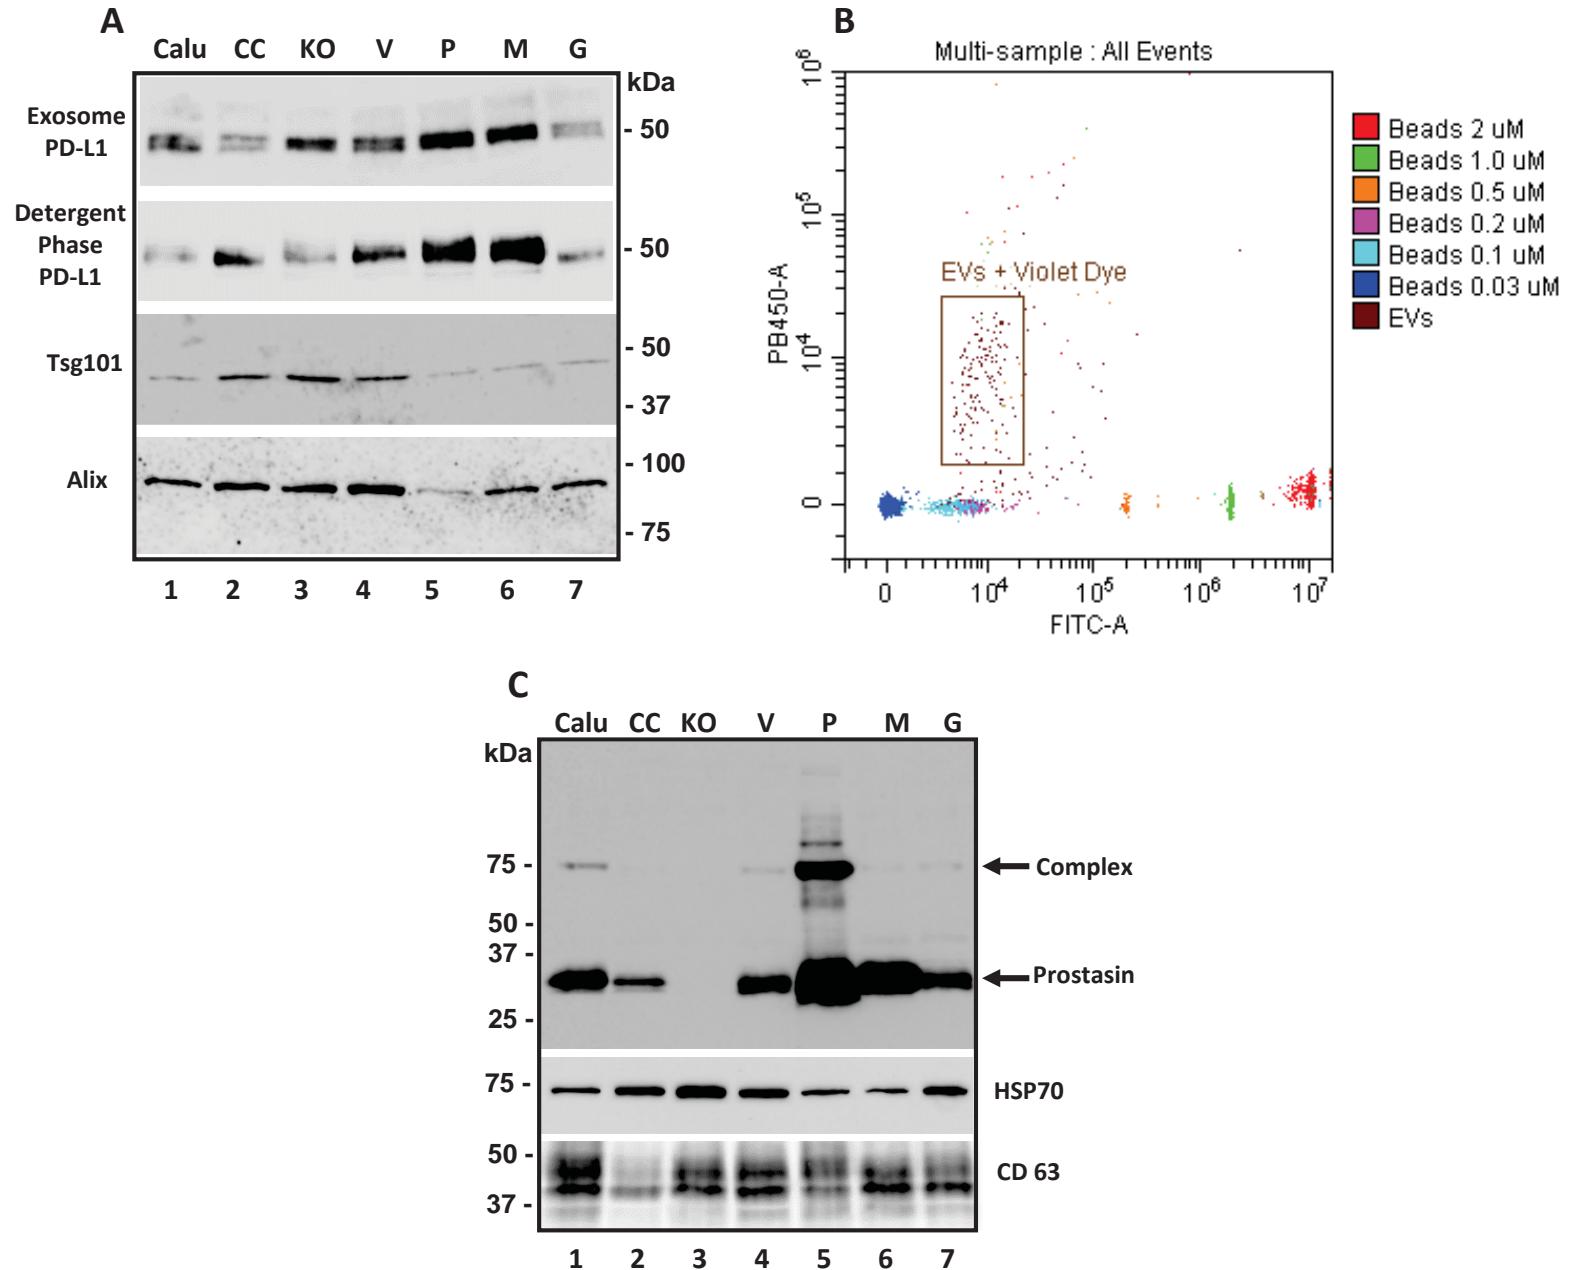 A
Calu CC KO V P M G
kDa
Exosome
PD-L1
- 50
Detergent
Phase
PD-L1
- 50
Tsg101
- 50
- 37
Alix
- 100
- 75
1 2 3 4 5 6 7
B
Multi-sample : All Events
PB450-A
10^6
10^5
10^4
0
EVs + Violet Dye
0 10^4 10^5 10^6 10^7
FITC-A
Beads 2 uM
Beads 1.0 uM
Beads 0.5 uM
Beads 0.2 uM
Beads 0.1 uM
Beads 0.03 uM
EVs
C
Calu CC KO V P M G
kDa
75 -
Complex
50 -
37 -
Prostasin
25 -
75 -
HSP70
50 -
CD 63
37 -
1 2 3 4 5 6 7